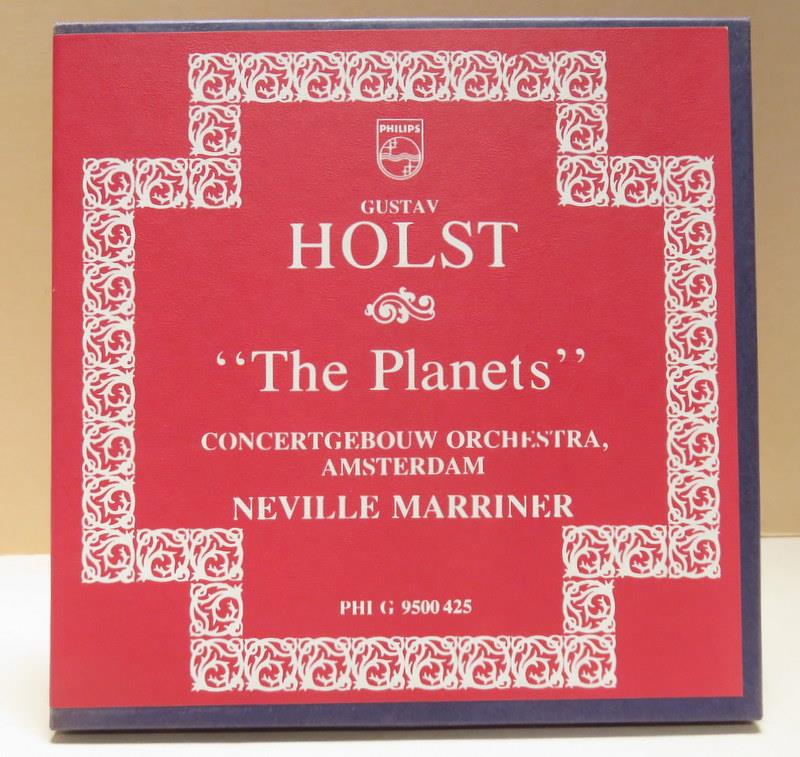 PHILIPS
GUSTAV
HOLST
“The Planets”
CONCERTGEBOUW ORCHESTRA,
AMSTERDAM
NEVILLE MARRINER
PHI G 9500 425